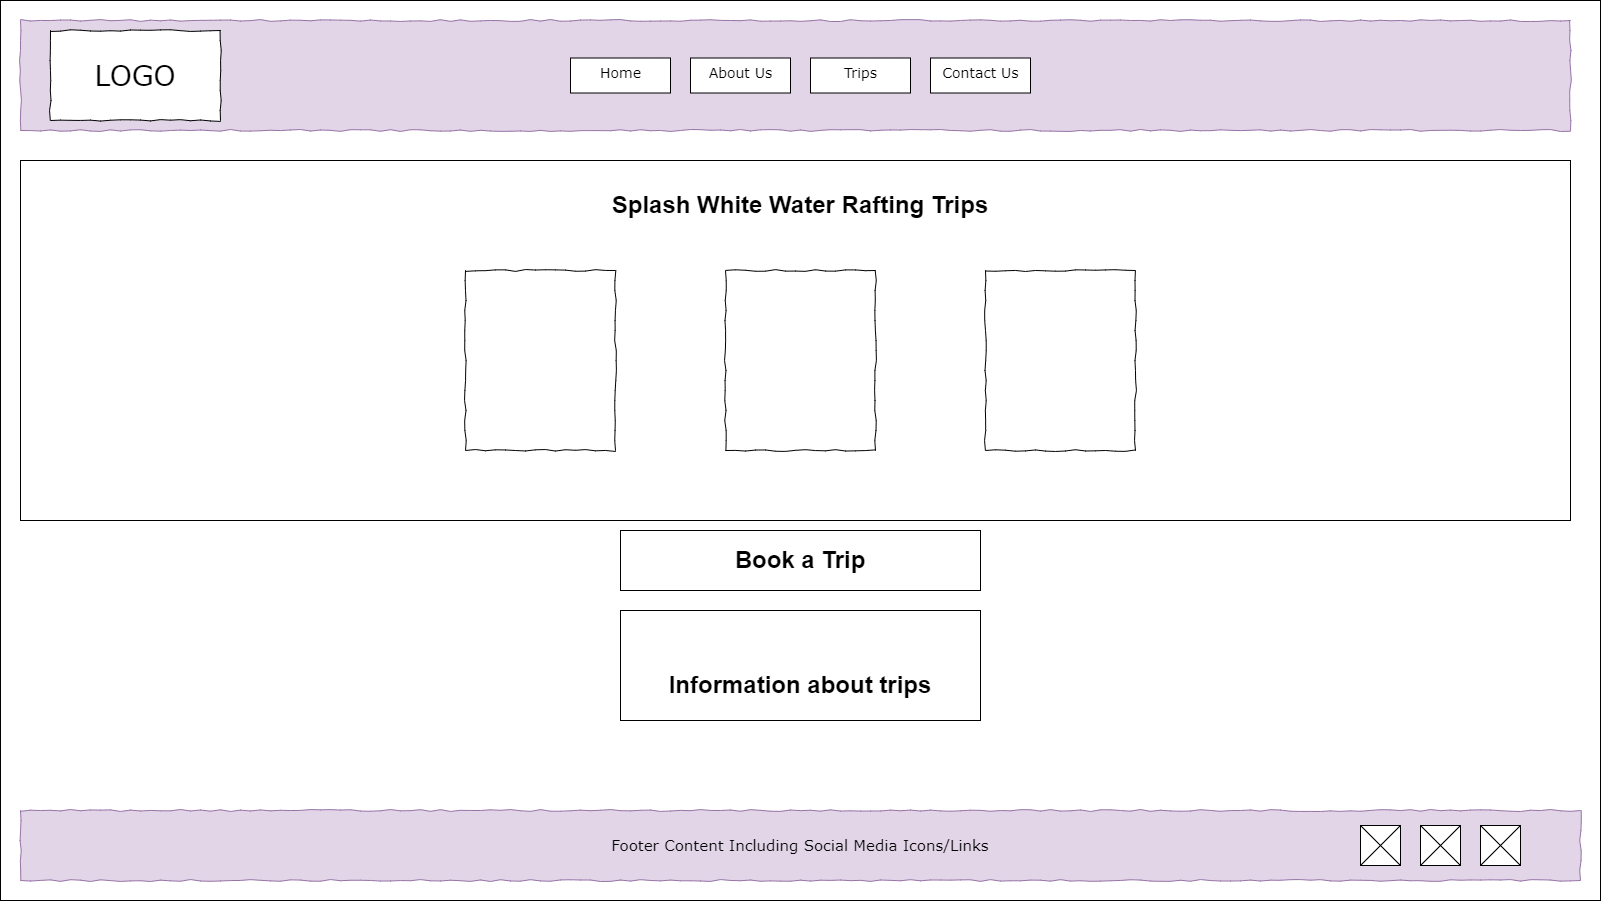 LOGO
Home
About Us
Trips
Contact Us
Splash White Water Rafting Trips
Book a Trip
Information about trips
Footer Content Including Social Media Icons/Links